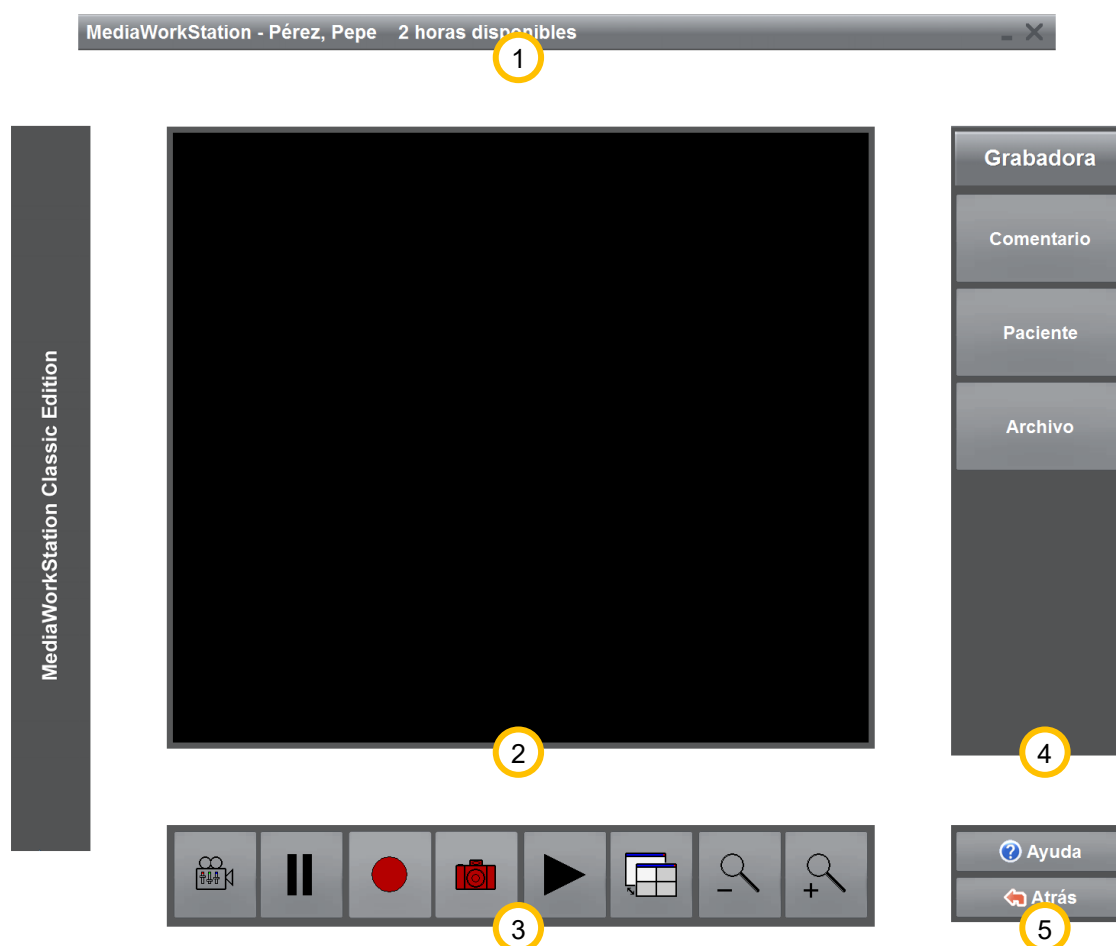 MediaWorkStation - Pérez, Pepe 2 horas disponibles
1
MediaWorkStation Classic Edition
2
Grabadora
Comentario
Paciente
Archivo
4
3
Ayuda
Atrás
5